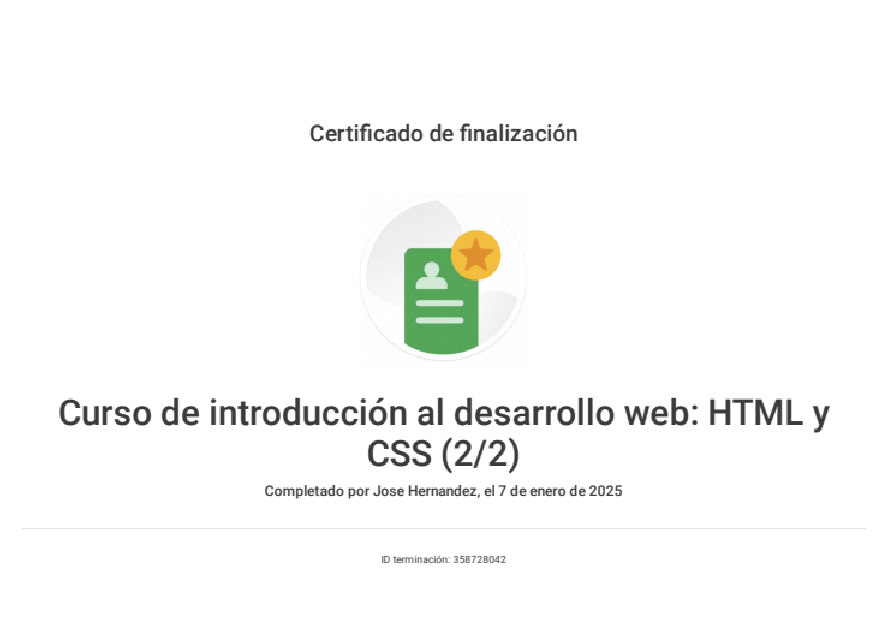 Certificado de finalización
Curso de introducción al desarrollo web: HTML y
CSS (2/2)
Completado por Jose Hernandez, el 7 de enero de 2025
ID terminación: 358728042